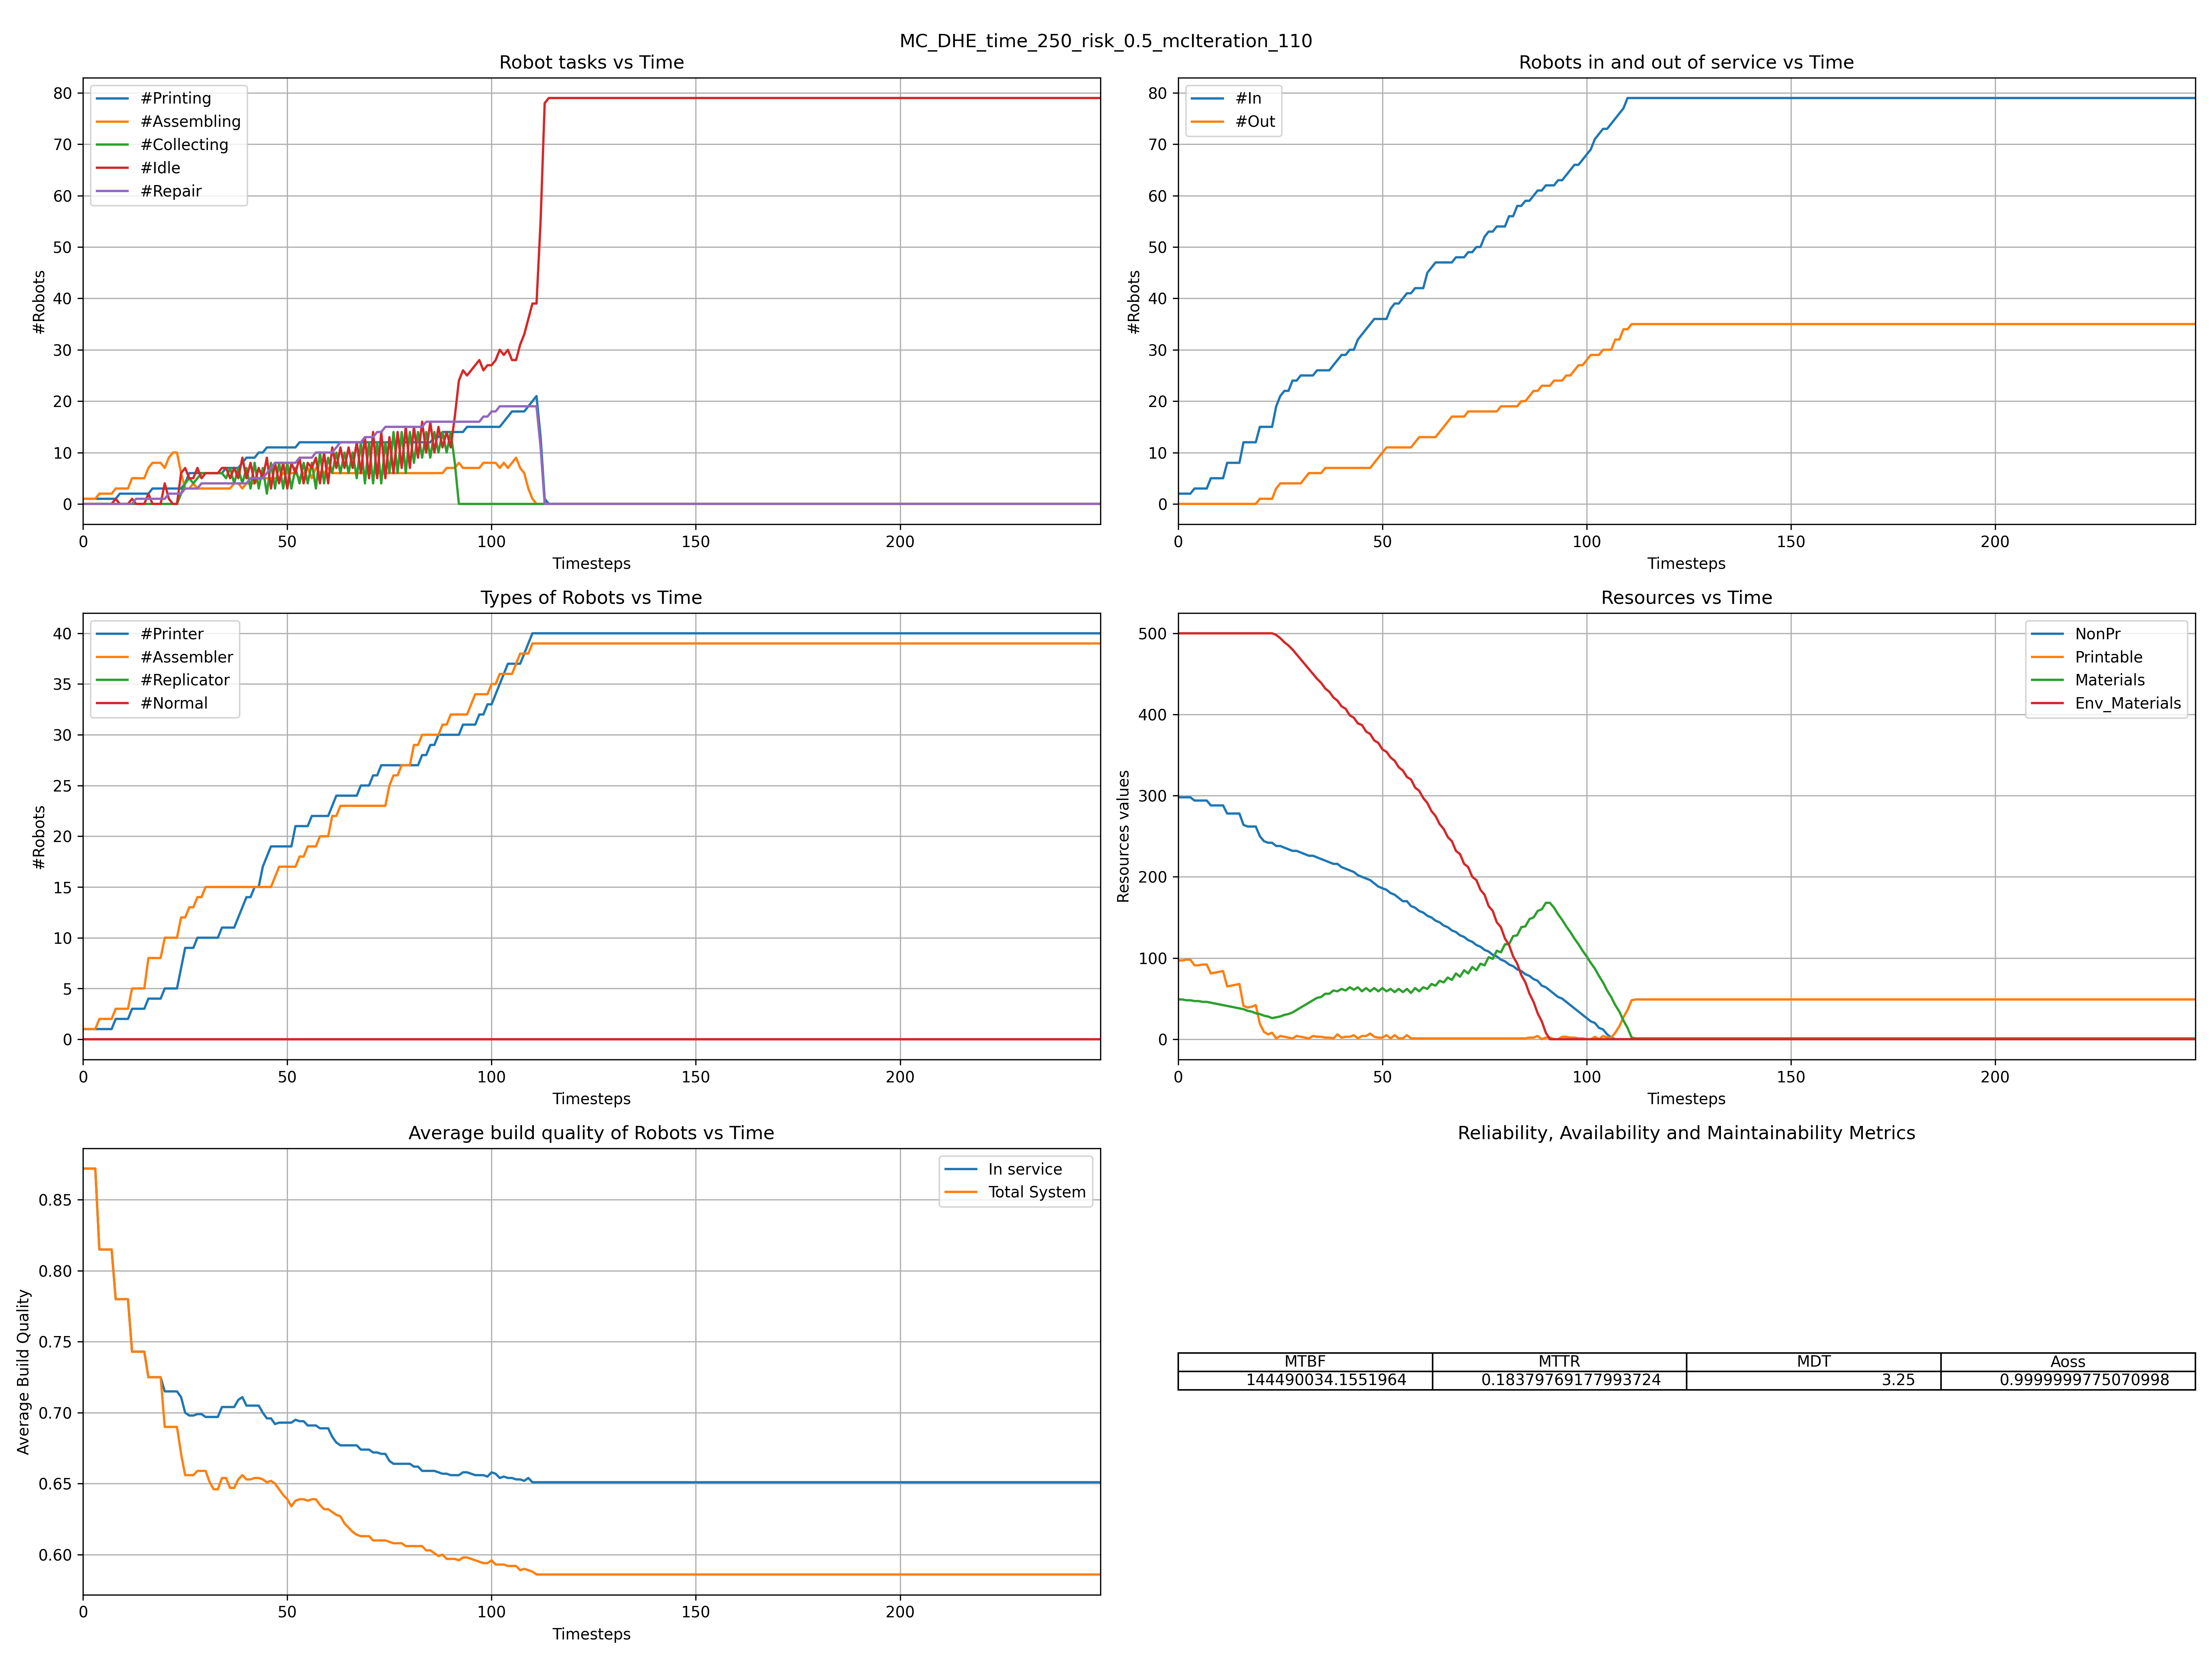 MC_DHE_time_250_risk_0.5_mcIteration_110
Robot tasks vs Time
80
70
60
50
40
30
20
10
0
#Robots
#Printing
#Assembling
#Collecting
#Idle
#Repair
0 50 100 150 200
Timesteps
Robots in and out of service vs Time
80
70
60
50
40
30
20
10
0
#Robots
#In
#Out
0 50 100 150 200
Timesteps
Types of Robots vs Time
40
35
30
25
20
15
10
5
0
#Robots
#Printer
#Assembler
#Replicator
#Normal
0 50 100 150 200
Timesteps
Resources vs Time
500
400
300
200
100
0
Resources values
NonPr
Printable
Materials
Env_Materials
0 50 100 150 200
Timesteps
Average build quality of Robots vs Time
0.85
0.80
0.75
0.70
0.65
0.60
Average Build Quality
In service
Total System
0 50 100 150 200
Timesteps
Reliability, Availability and Maintainability Metrics
MTBF MTTR MDT Aoss
144490034.1551964 0.18379769177993724 3.25 0.9999999775070998